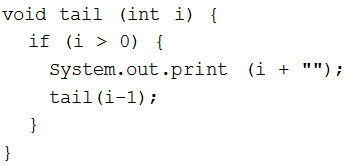 void tail (int i) {
if (i > 0) {
System.out.print (i + "");
tail(i-1);
}
}